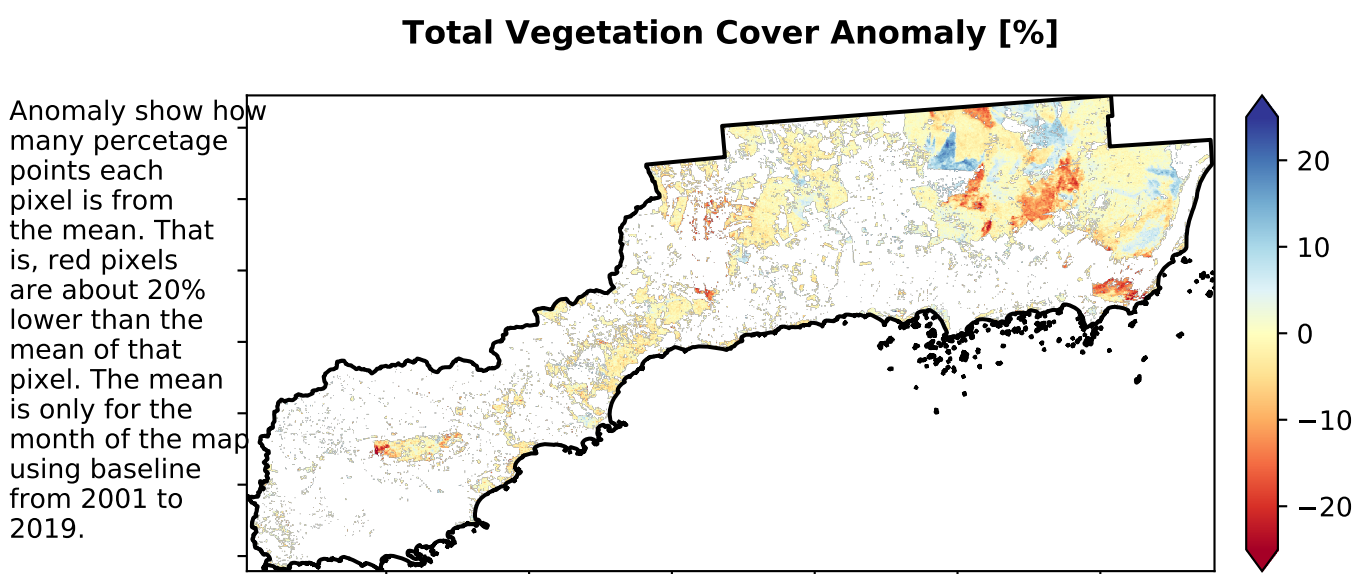 Total Vegetation Cover Anomaly [%]
Anomaly show how
many percetage
points each
pixel is from
the mean. That
is, red pixels
are about 20%
lower than the
mean of that
pixel. The mean
is only for the
month of the map
using baseline
from 2001 to
2019.
20
10
0
−10
−20